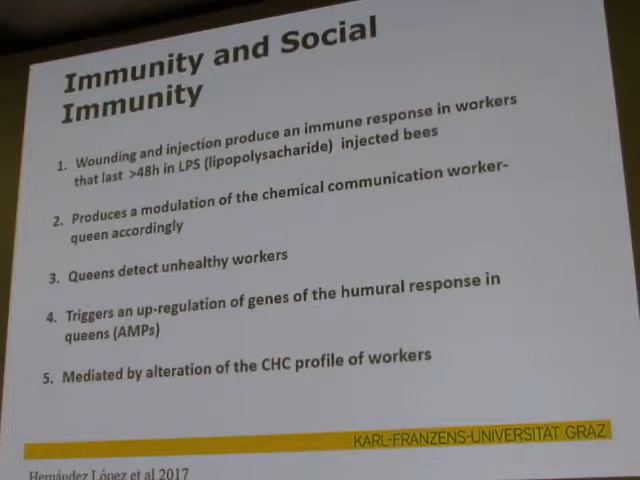 Immunity and Social
Immunity
1. Wounding and injection produce an immune response in workers
that last >48h in LPS (lipopolysacharide) injected bees
2. Produces a modulation of the chemical communication worker-
queen accordingly
3. Queens detect unhealthy workers
4. Triggers an up-regulation of genes of the humural response in
queens (AMPs)
5. Mediated by alteration of the CHC profile of workers
KARL-FRANZENS-UNIVERSITÄT GRAZ
Hernández López et al 2017